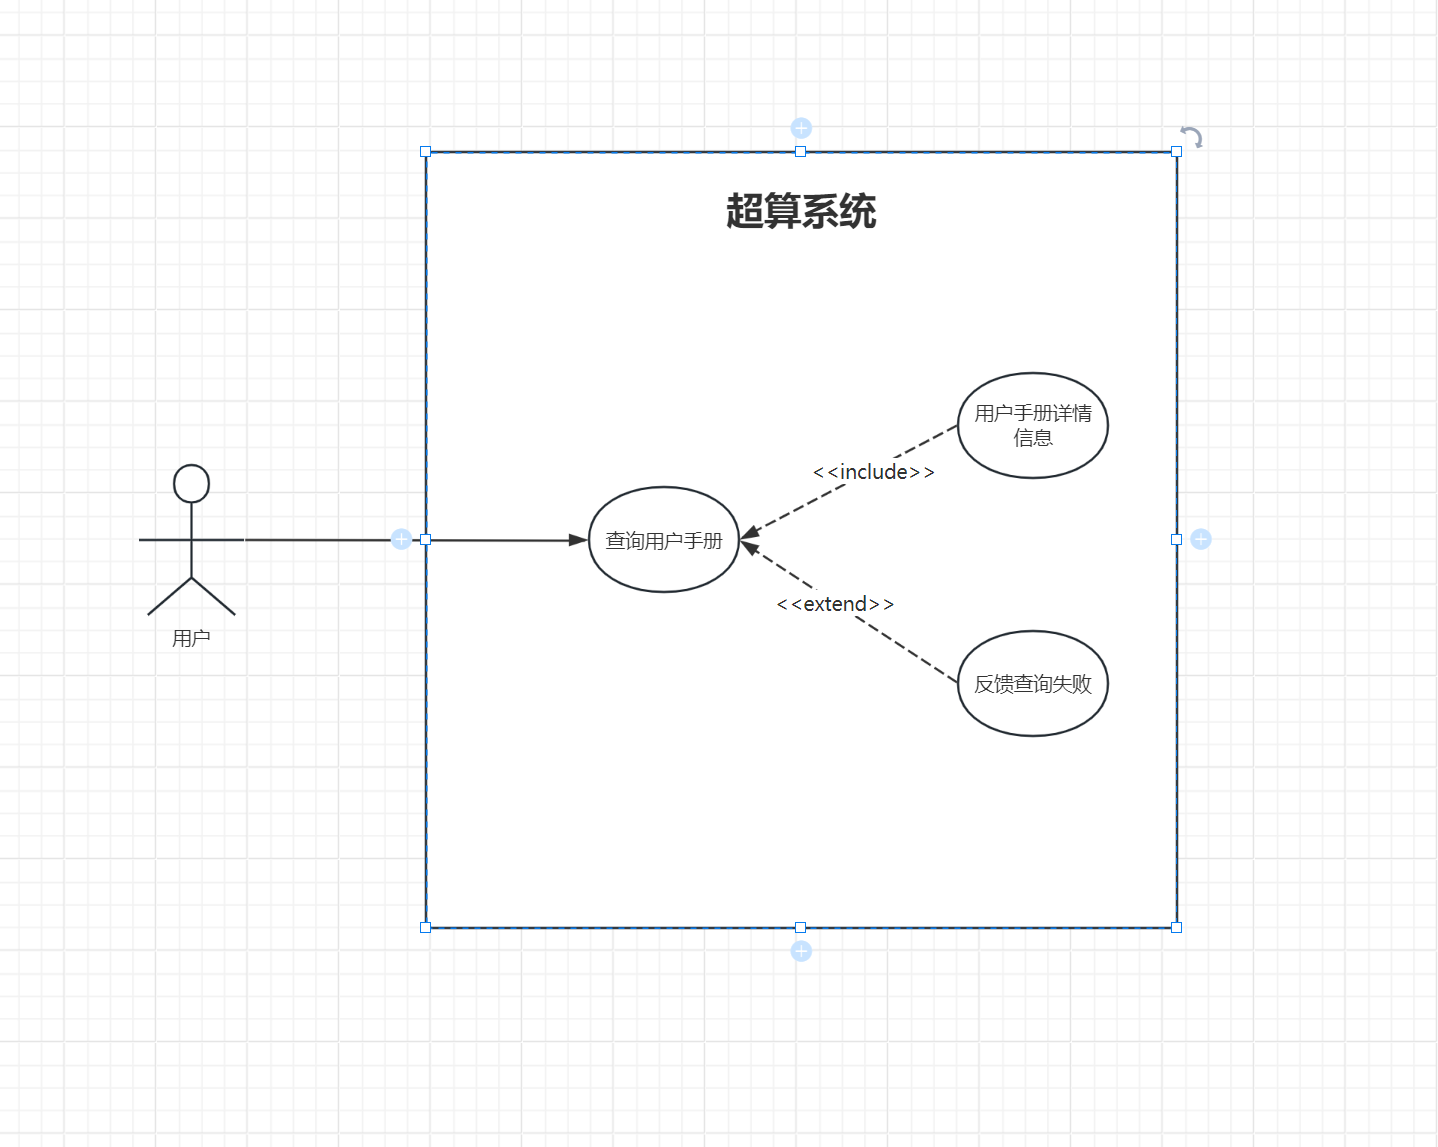 超算系统
用户手册详情
信息
<<include>>
查询用户手册
<<extend>>
用户
反馈查询失败